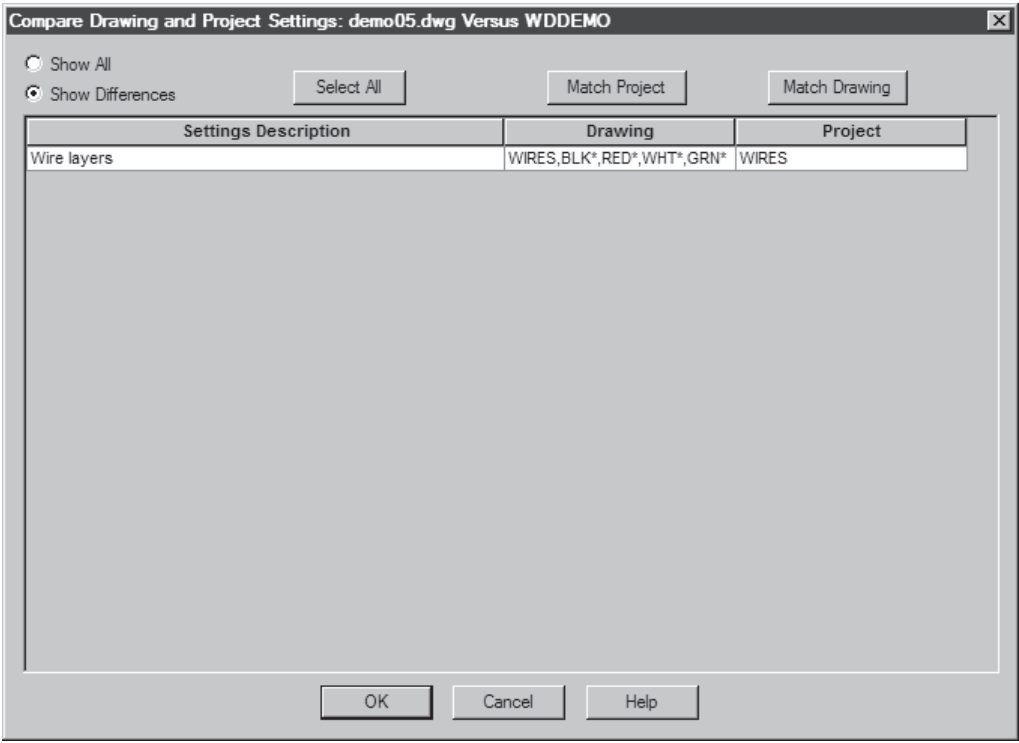 Compare Drawing and Project Settings: demo05.dwg Versus WDDEMO
Show All
Show Differences
Select All
Match Project
Match Drawing
Settings Description Drawing Project
Wire layers WIRES,BLK*,RED*,WHT*,GRN* WIRES
OK Cancel Help